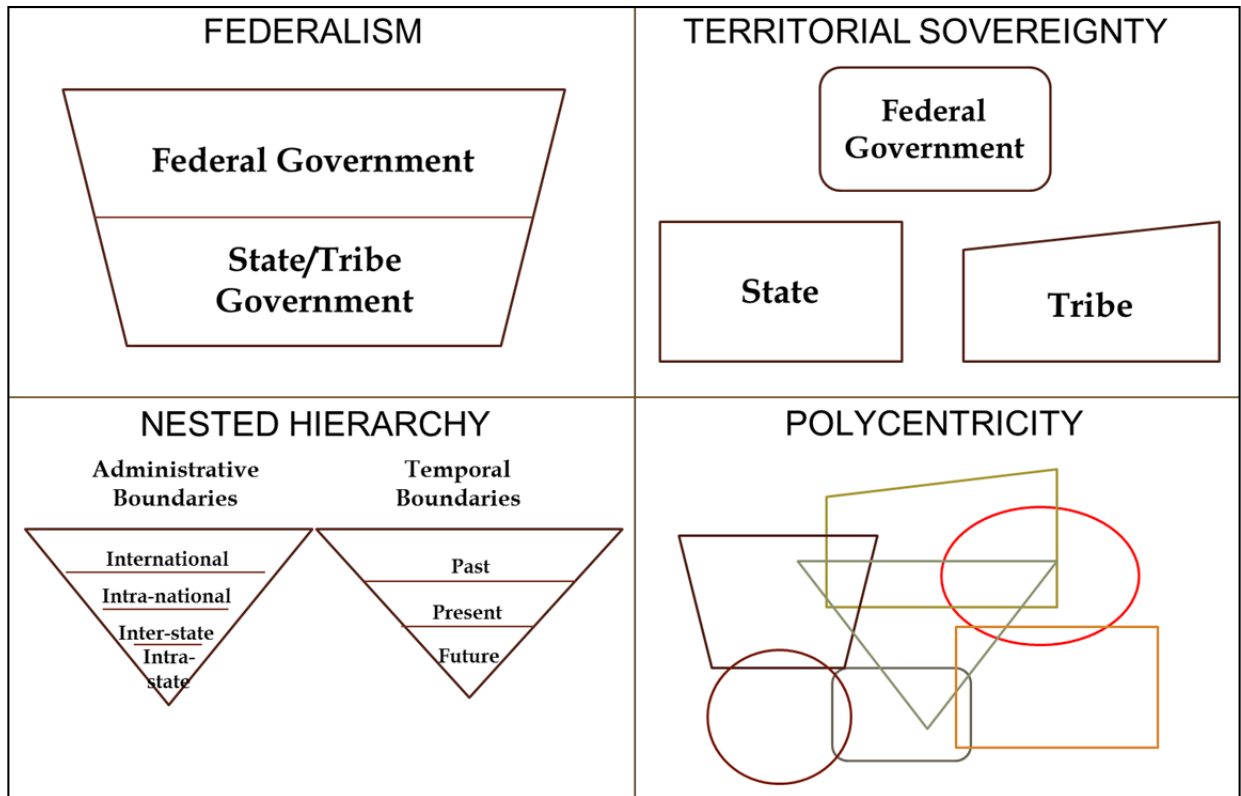 FEDERALISM
Federal Government
State/Tribe
Government
TERRITORIAL SOVEREIGNTY
Federal
Government
State
Tribe
NESTED HIERARCHY
Administrative
Boundaries
International
Intra-national
Inter-state
Intra-
state
Temporal
Boundaries
Past
Present
Future
POLYCENTRICITY